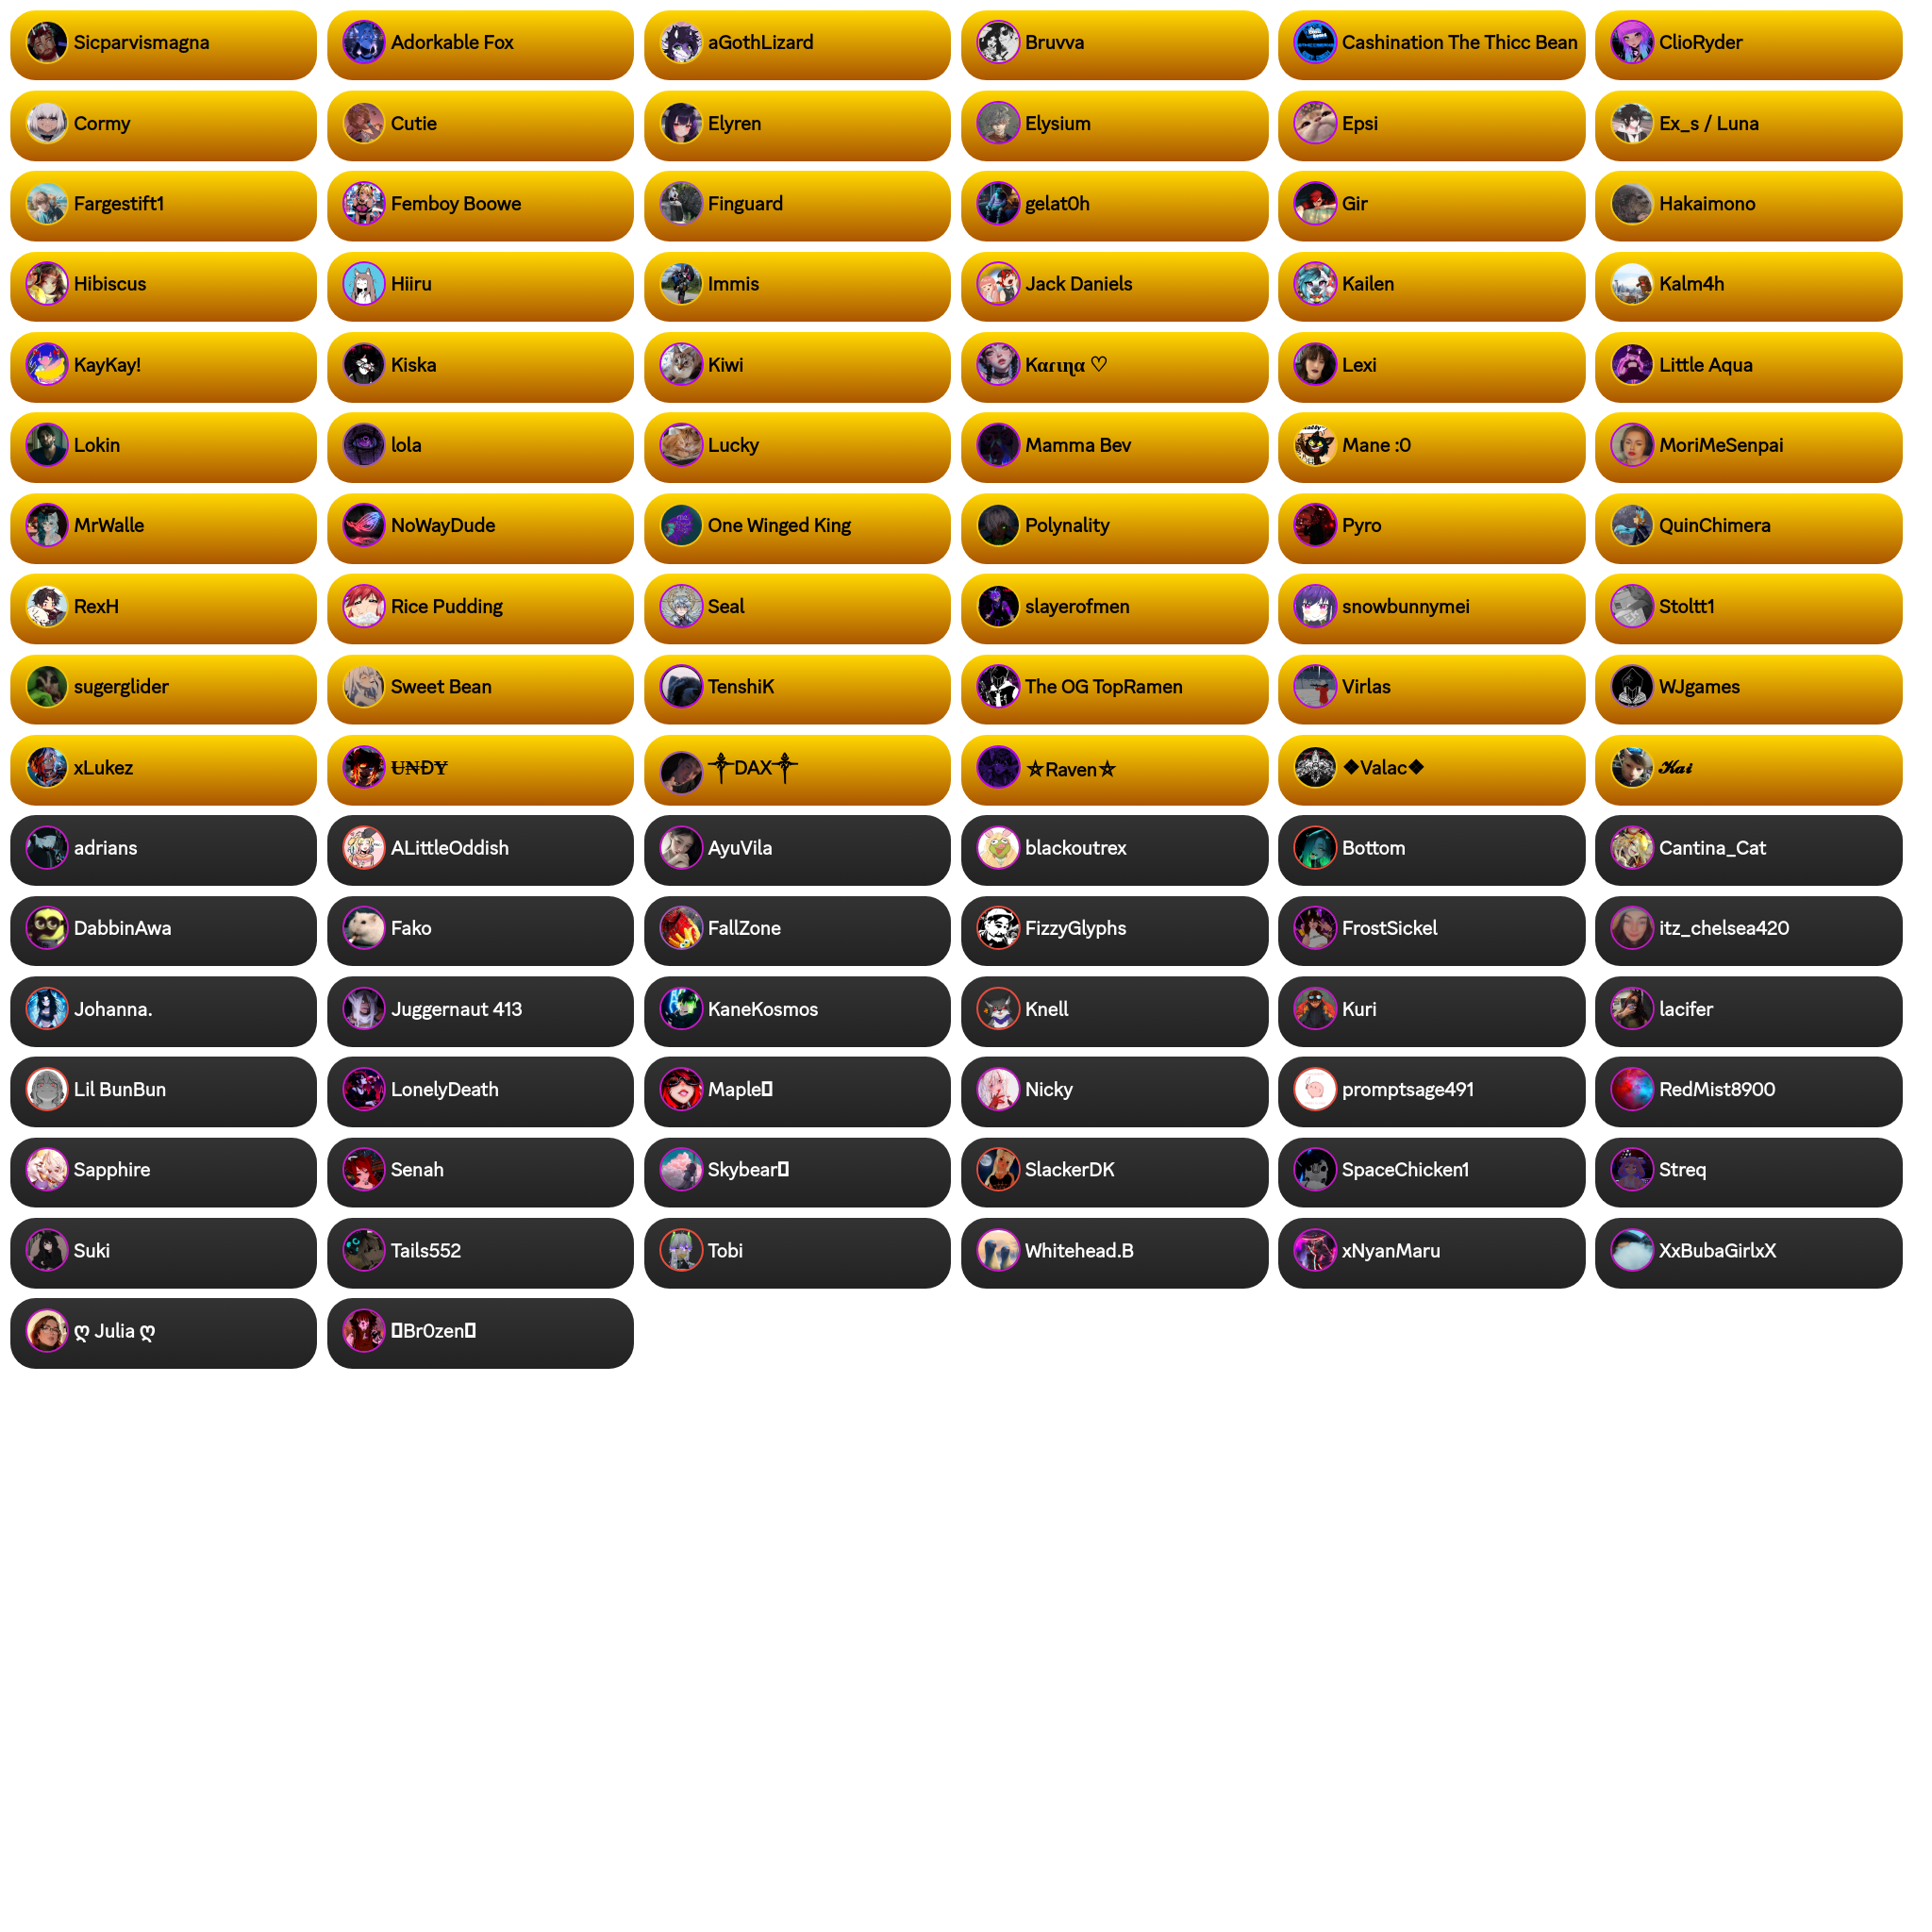 Sicparvismagna
Adorkable Fox
aGothLizard
Bruvva
Cashination The Thicc Bean
ClioRyder
Cormy
Cutie
Elyren
Elysium
Epsi
Ex_s / Luna
Fargestift1
Femboy Boowe
Finguard
gelat0h
Gir
Hakaimono
Hibiscus
Hiiru
Immis
Jack Daniels
Kailen
Kalm4h
KayKay!
Kiska
Kiwi
Kαɾιɳα ♡
Lexi
Little Aqua
Lokin
lola
Lucky
Mamma Bev
Mane :0
MoriMeSenpai
MrWalle
NoWayDude
One Winged King
Polynality
Pyro
QuinChimera
RexH
Rice Pudding
Seal
slayerofmen
snowbunnymei
Stoltt1
sugerglider
Sweet Bean
TenshiK
The OG TopRamen
Virlas
WJgames
xLukez
Ʉ₦ĐɎ
༒DAX༒
⛧Raven⛧
❖Valac❖
𝓚𝓪𝓲
adrians
ALittleOddish
AyuVila
blackoutrex
Bottom
Cantina_Cat
DabbinAwa
Fako
FallZone
FizzyGlyphs
FrostSickel
itz_chelsea420
Johanna.
Juggernaut 413
KaneKosmos
Knell
Kuri
lacifer
Lil BunBun
LonelyDeath
Maple
Nicky
promptsage491
RedMist8900
Sapphire
Senah
Skybear
SlackerDK
SpaceChicken1
Streq
Suki
Tails552
Tobi
Whitehead.B
xNyanMaru
XxBubaGirlxX
ღ Julia ღ
Br0zen